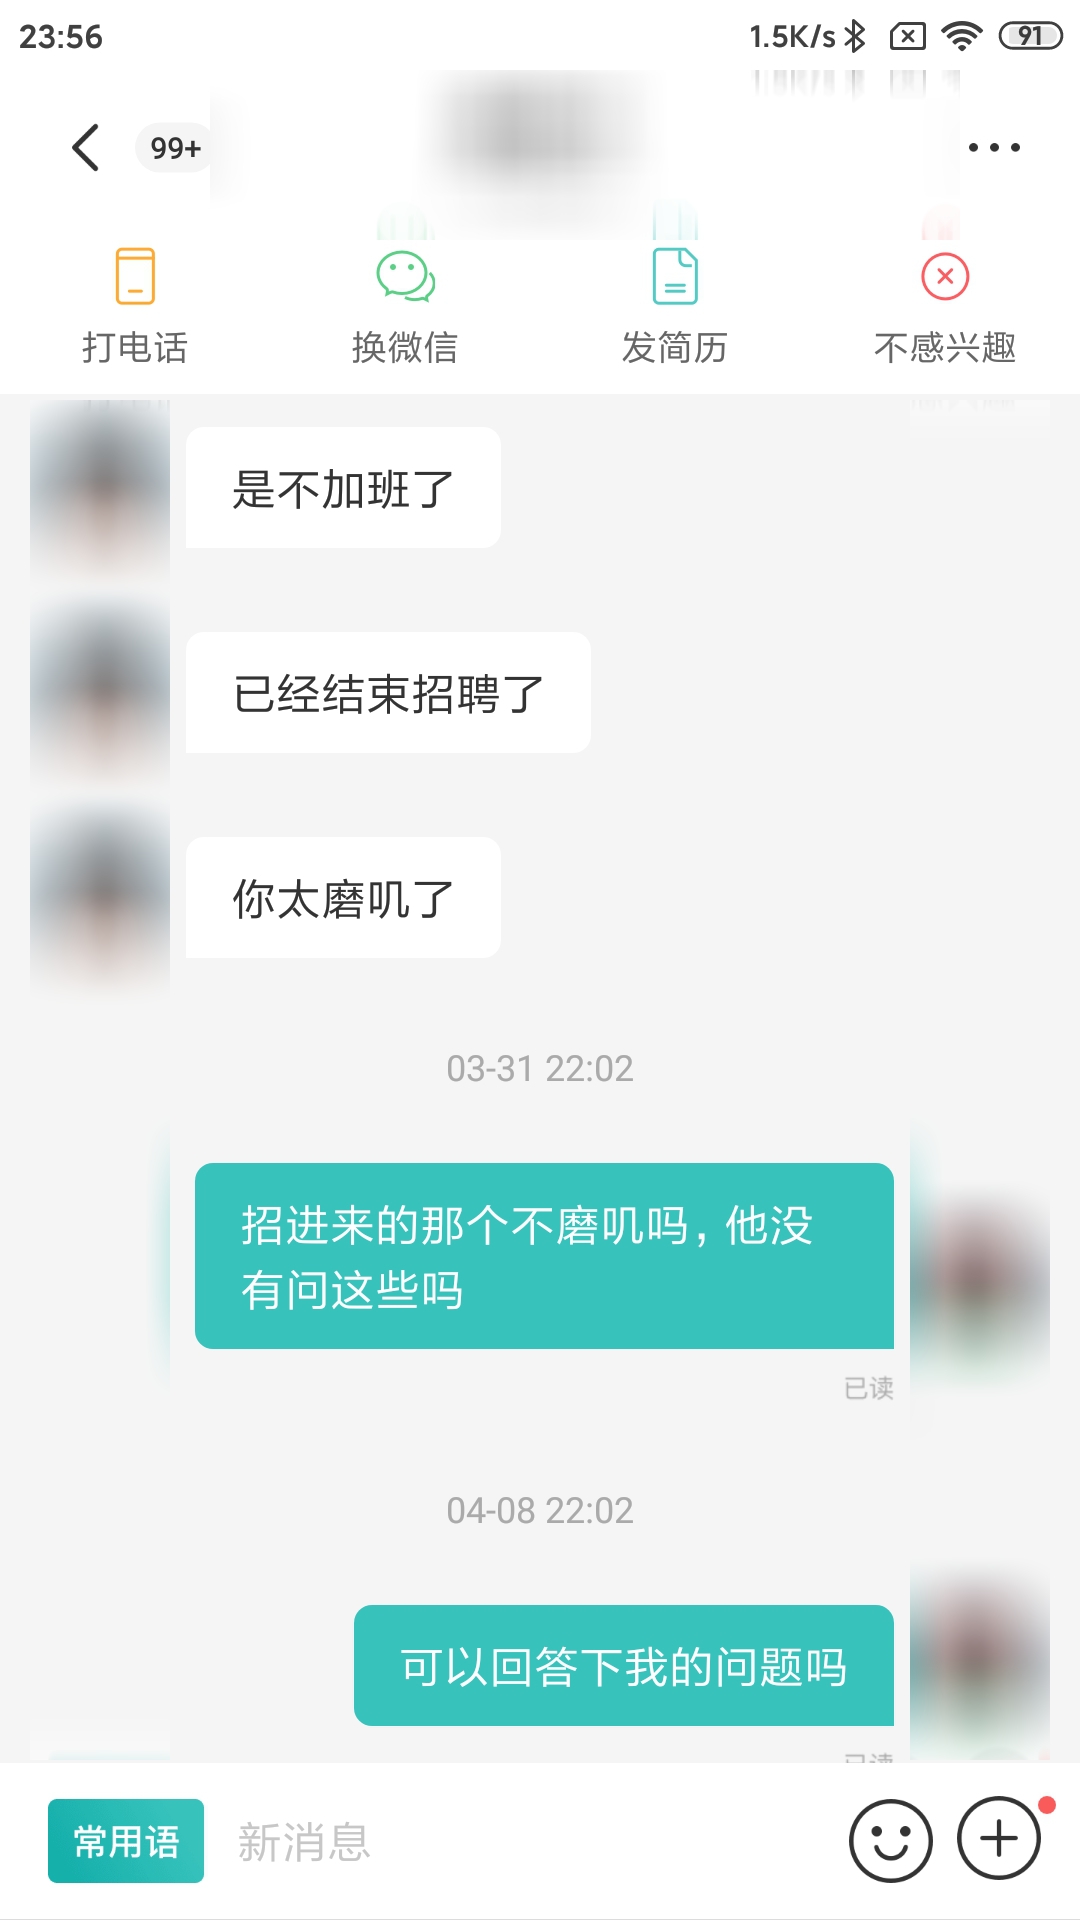 23:56
1.5K/s
91
99+
打电话
换微信
发简历
不感兴趣
是不加班了
已经结束招聘了
你太磨叽了
03-31 22:02
招进来的那个不磨叽吗，他没
有问这些吗
已读
04-08 22:02
可以回答下我的问题吗
已读
常用语
新消息